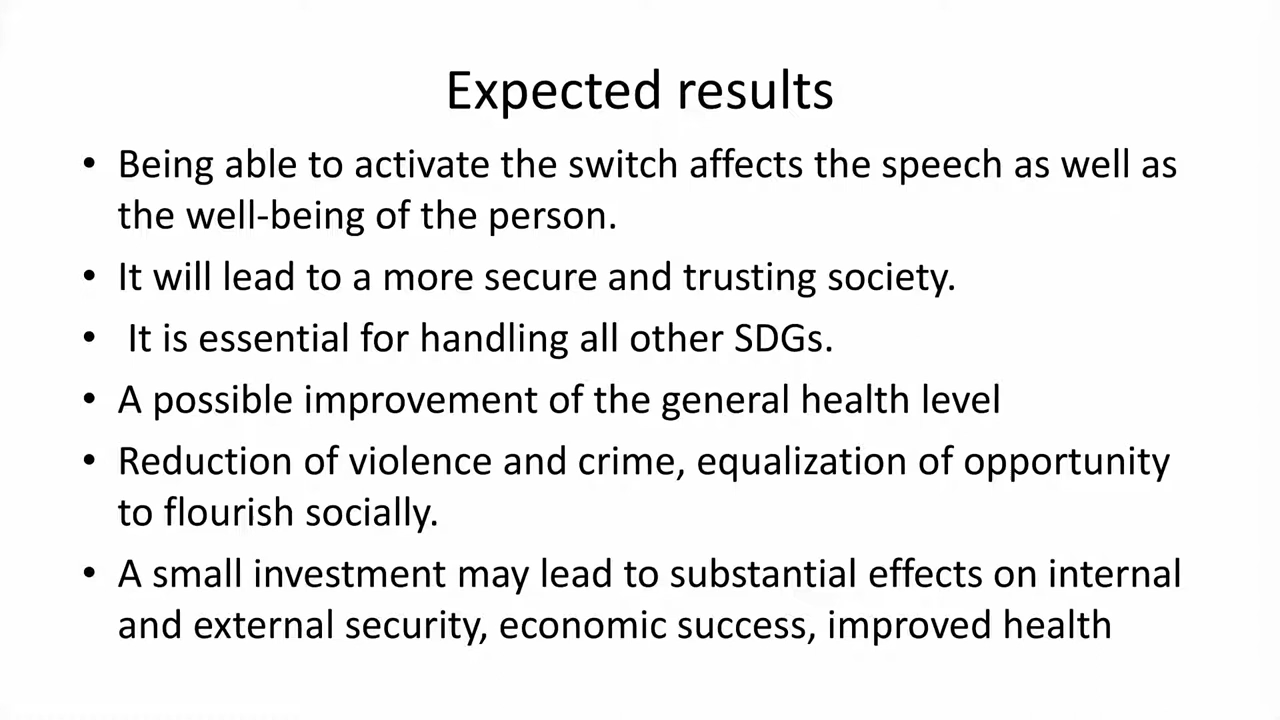 Expected results
• Being able to activate the switch affects the speech as well as
the well-being of the person.
• It will lead to a more secure and trusting society.
• It is essential for handling all other SDGs.
• A possible improvement of the general health level
• Reduction of violence and crime, equalization of opportunity
to flourish socially.
• A small investment may lead to substantial effects on internal
and external security, economic success, improved health